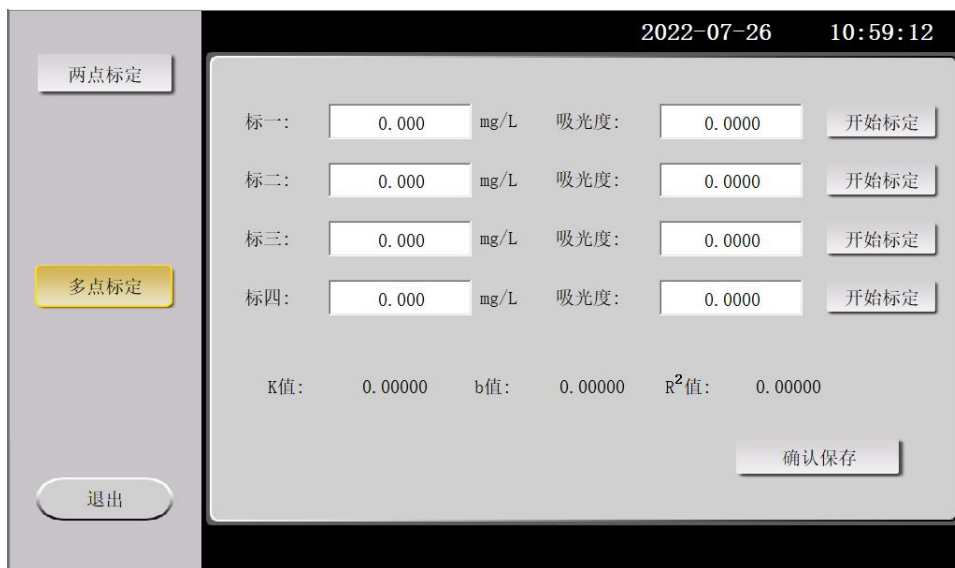 2022-07-26 10:59:12
两点标定
标一: 0.000 mg/L 吸光度: 0.0000 开始标定
标二: 0.000 mg/L 吸光度: 0.0000 开始标定
标三: 0.000 mg/L 吸光度: 0.0000 开始标定
多点标定
标四: 0.000 mg/L 吸光度: 0.0000 开始标定
K值: 0.00000 b值: 0.00000 R²值: 0.00000
确认保存
退出